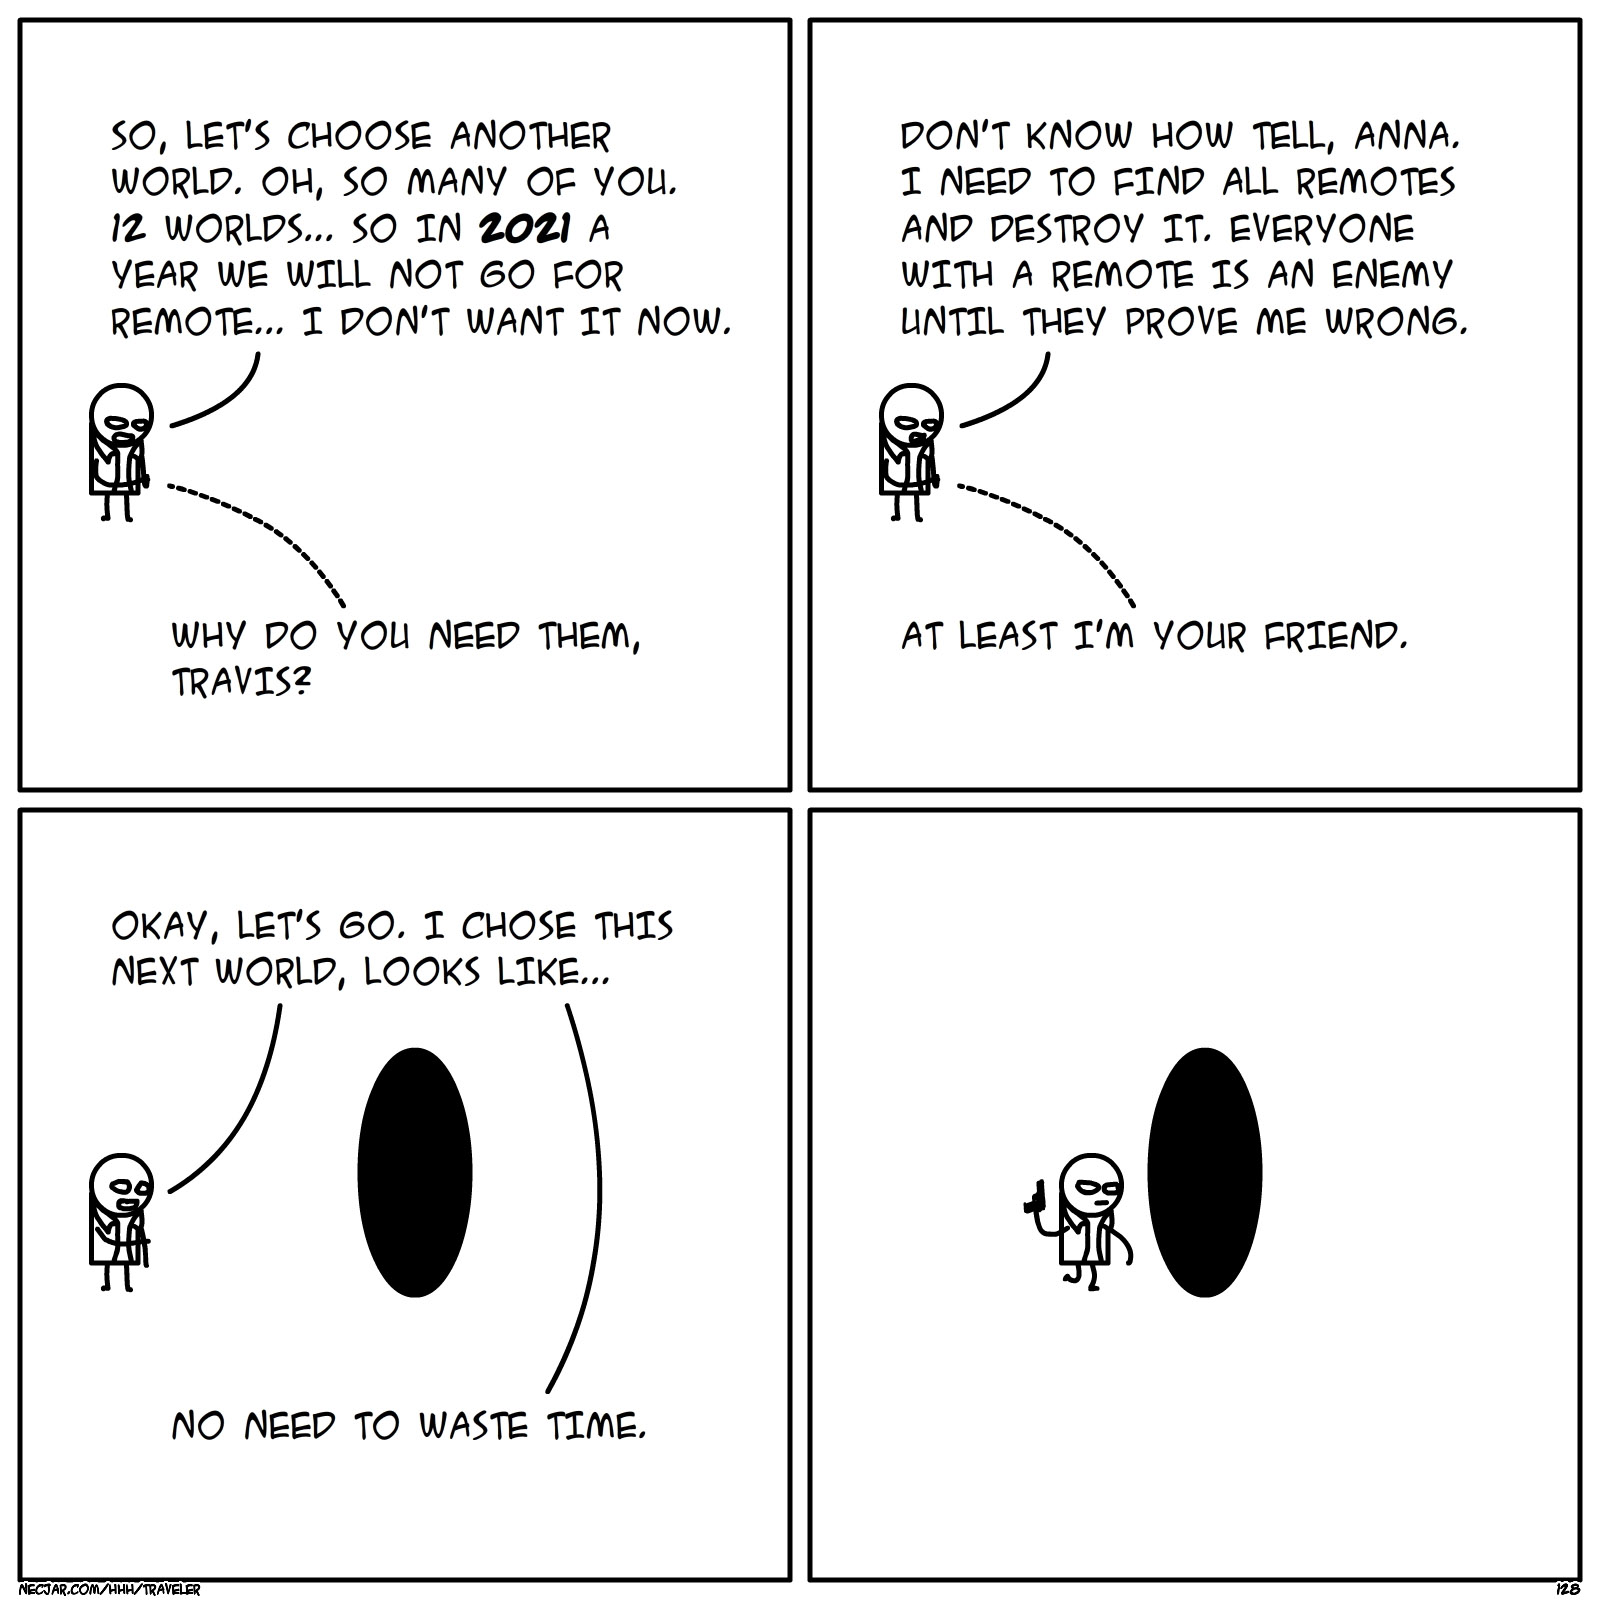 SO, LET'S CHOOSE ANOTHER
WORLD. OH, SO MANY OF YOU.
12 WORLDS... SO IN 2021 A
YEAR WE WILL NOT GO FOR
REMOTE... I DON'T WANT IT NOW.
WHY DO YOU NEED THEM,
TRAVIS?
DON'T KNOW HOW TELL, ANNA.
I NEED TO FIND ALL REMOTES
AND DESTROY IT. EVERYONE
WITH A REMOTE IS AN ENEMY
UNTIL THEY PROVE ME WRONG.
AT LEAST I'M YOUR FRIEND.
OKAY, LET'S GO. I CHOSE THIS
NEXT WORLD, LOOKS LIKE...
NO NEED TO WASTE TIME.
NECJAR.COM/HHH/TRAVELER
128